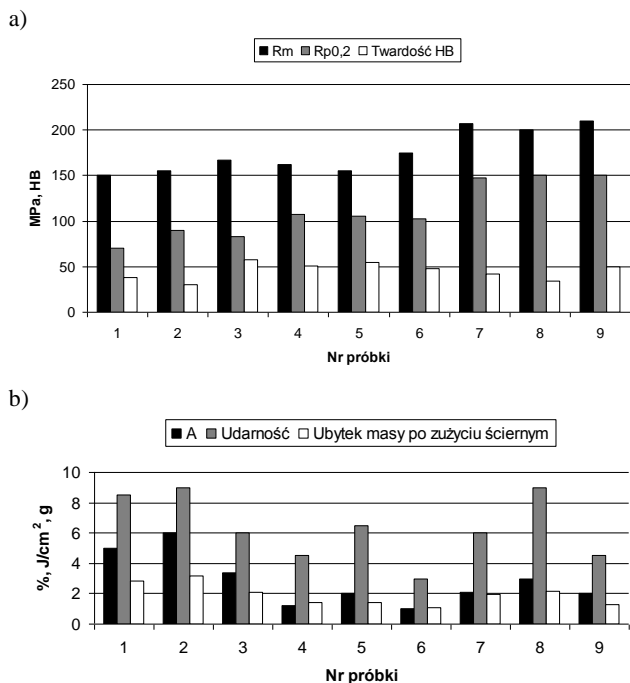 a)
Rm Rp0,2 Twardość HB
250
200
150
100
50
0
MPa, HB
1 2 3 4 5 6 7 8 9
Nr próbki
b)
A Udarność Ubytek masy po zużyciu ściernym
10
8
6
4
2
0
%, J/cm², g
1 2 3 4 5 6 7 8 9
Nr próbki